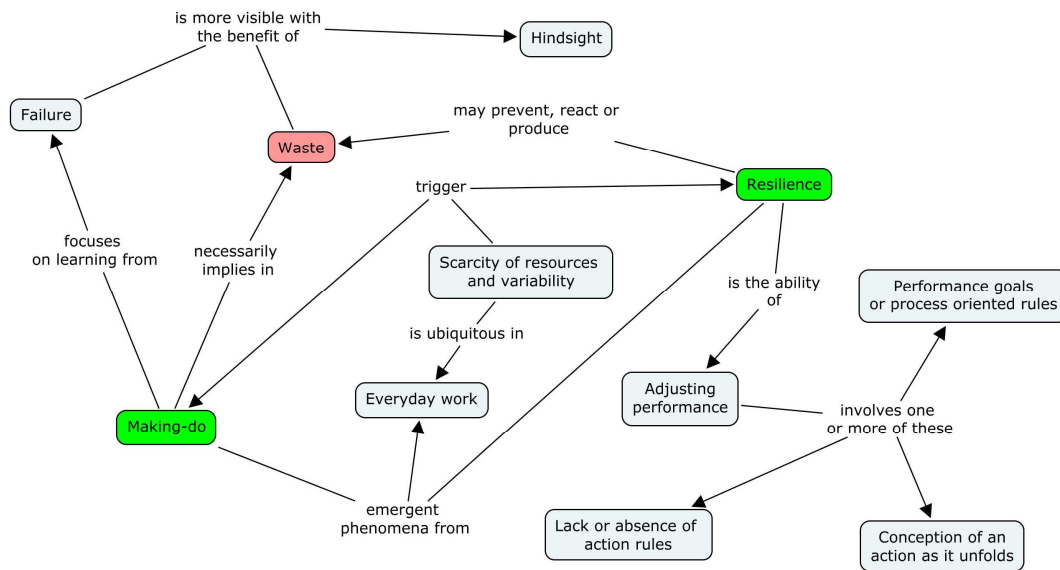 is more visible with
the benefit of
Hindsight
Failure
Waste
may prevent, react or
produce
trigger
Resilience
focuses
on learning from
necessarily
implies in
Scarcity of resources
and variability
is the ability
of
Performance goals
or process oriented rules
is ubiquitous in
Everyday work
Adjusting
performance
involves one
or more of these
Making-do
emergent
phenomena from
Lack or absence of
action rules
Conception of an
action as it unfolds